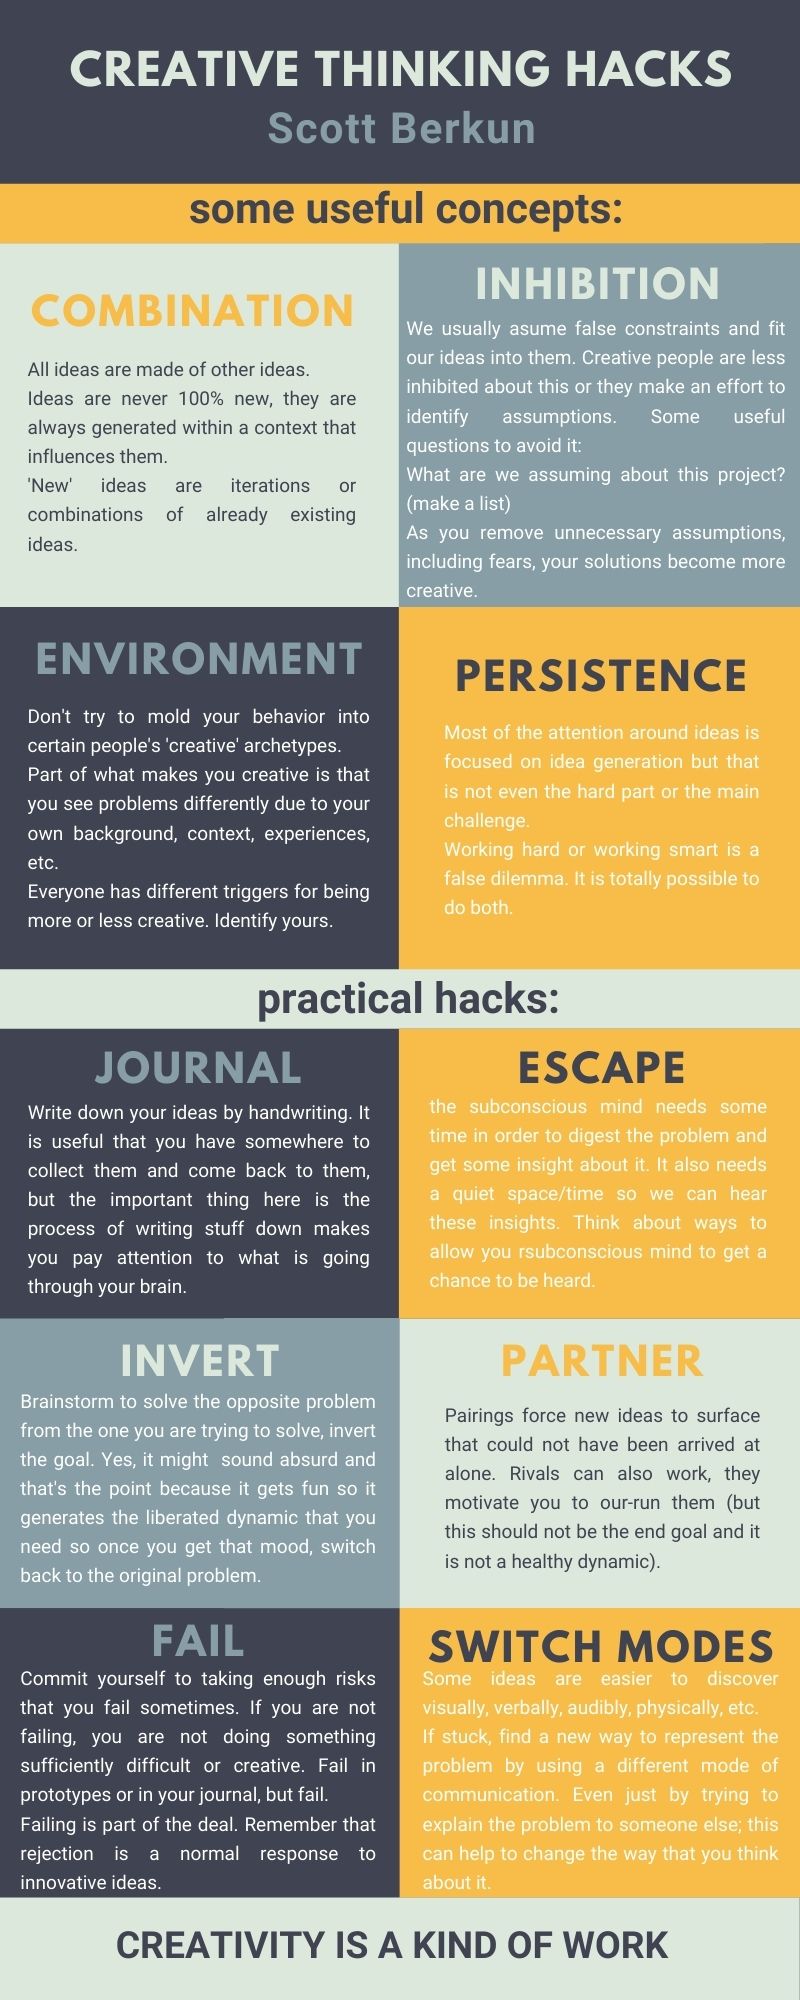 CREATIVE THINKING HACKS
Scott Berkun
some useful concepts:
COMBINATION
All ideas are made of other ideas.
Ideas are never 100% new, they are
always generated within a context that
influences them.
'New' ideas are iterations or
combinations of already existing
ideas.
INHIBITION
We usually asume false constraints and fit
our ideas into them. Creative people are less
inhibited about this or they make an effort to
identify assumptions. Some useful
questions to avoid it:
What are we assuming about this project?
(make a list)
As you remove unnecessary assumptions,
including fears, your solutions become more
creative.
ENVIRONMENT
Don't try to mold your behavior into
certain people's 'creative' archetypes.
Part of what makes you creative is that
you see problems differently due to your
own background, context, experiences,
etc.
Everyone has different triggers for being
more or less creative. Identify yours.
PERSISTENCE
Most of the attention around ideas is
focused on idea generation but that
is not even the hard part or the main
challenge.
Working hard or working smart is a
false dilemma. It is totally possible to
do both.
practical hacks:
JOURNAL
Write down your ideas by handwriting. It
is useful that you have somewhere to
collect them and come back to them,
but the important thing here is the
process of writing stuff down makes
you pay attention to what is going
through your brain.
ESCAPE
the subconscious mind needs some
time in order to digest the problem and
get some insight about it. It also needs
a quiet space/time so we can hear
these insights. Think about ways to
allow you rsubconscious mind to get a
chance to be heard.
INVERT
Brainstorm to solve the opposite problem
from the one you are trying to solve, invert
the goal. Yes, it might sound absurd and
that's the point because it gets fun so it
generates the liberated dynamic that you
need so once you get that mood, switch
back to the original problem.
PARTNER
Pairings force new ideas to surface
that could not have been arrived at
alone. Rivals can also work, they
motivate you to our-run them (but
this should not be the end goal and it
is not a healthy dynamic).
FAIL
Commit yourself to taking enough risks
that you fail sometimes. If you are not
failing, you are not doing something
sufficiently difficult or creative. Fail in
prototypes or in your journal, but fail.
Failing is part of the deal. Remember that
rejection is a normal response to
innovative ideas.
SWITCH MODES
Some ideas are easier to discover
visually, verbally, audibly, physically, etc.
If stuck, find a new way to represent the
problem by using a different mode of
communication. Even just by trying to
explain the problem to someone else; this
can help to change the way that you think
about it.
CREATIVITY IS A KIND OF WORK